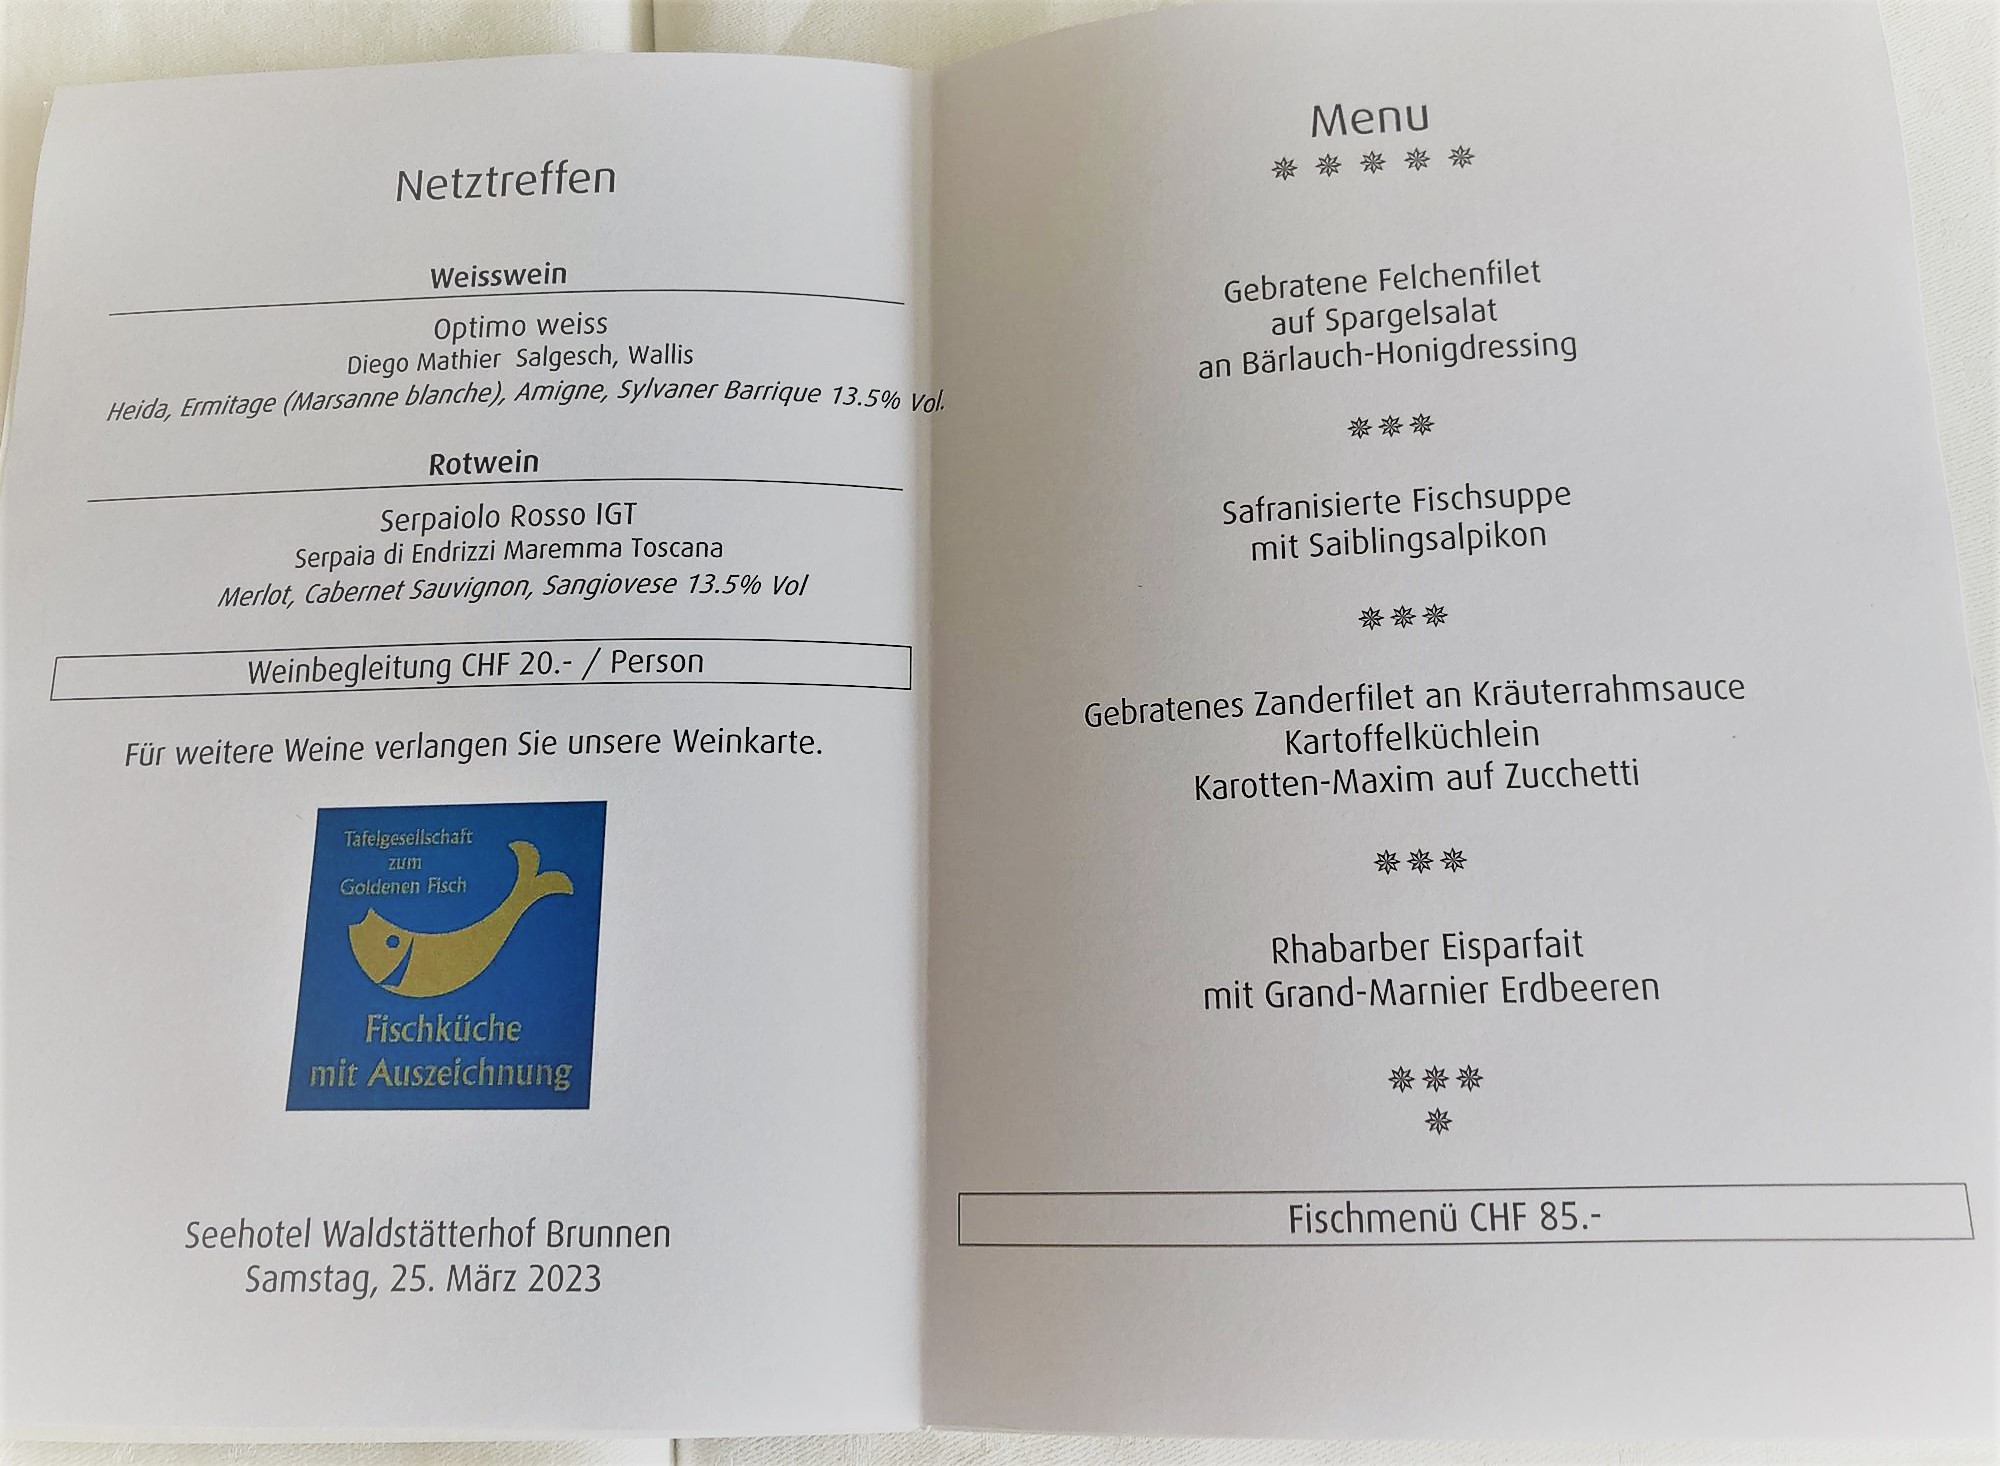 Netztreffen
Weisswein
Optimo weiss
Diego Mathier Salgesch, Wallis
Heida, Ermitage (Marsanne blanche), Amigne, Sylvaner Barrique 13.5% Vol.
Rotwein
Serpaiolo Rosso IGT
Serpaia di Endrizzi Maremma Toscana
Merlot, Cabernet Sauvignon, Sangiovese 13.5% Vol
Weinbegleitung CHF 20.- / Person
Für weitere Weine verlangen Sie unsere Weinkarte.
Tafelgesellschaft
zum
Goldenen Fisch
Fischküche
mit Auszeichnung
Seehotel Waldstätterhof Brunnen
Samstag, 25. März 2023
Menu
Gebratene Felchenfilet
auf Spargelsalat
an Bärlauch-Honigdressing
Safranisierte Fischsuppe
mit Saiblingsalpikon
Gebratenes Zanderfilet an Kräuterrahmsauce
Kartoffelküchlein
Karotten-Maxim auf Zucchetti
Rhabarber Eisparfait
mit Grand-Marnier Erdbeeren
Fischmenü CHF 85.-